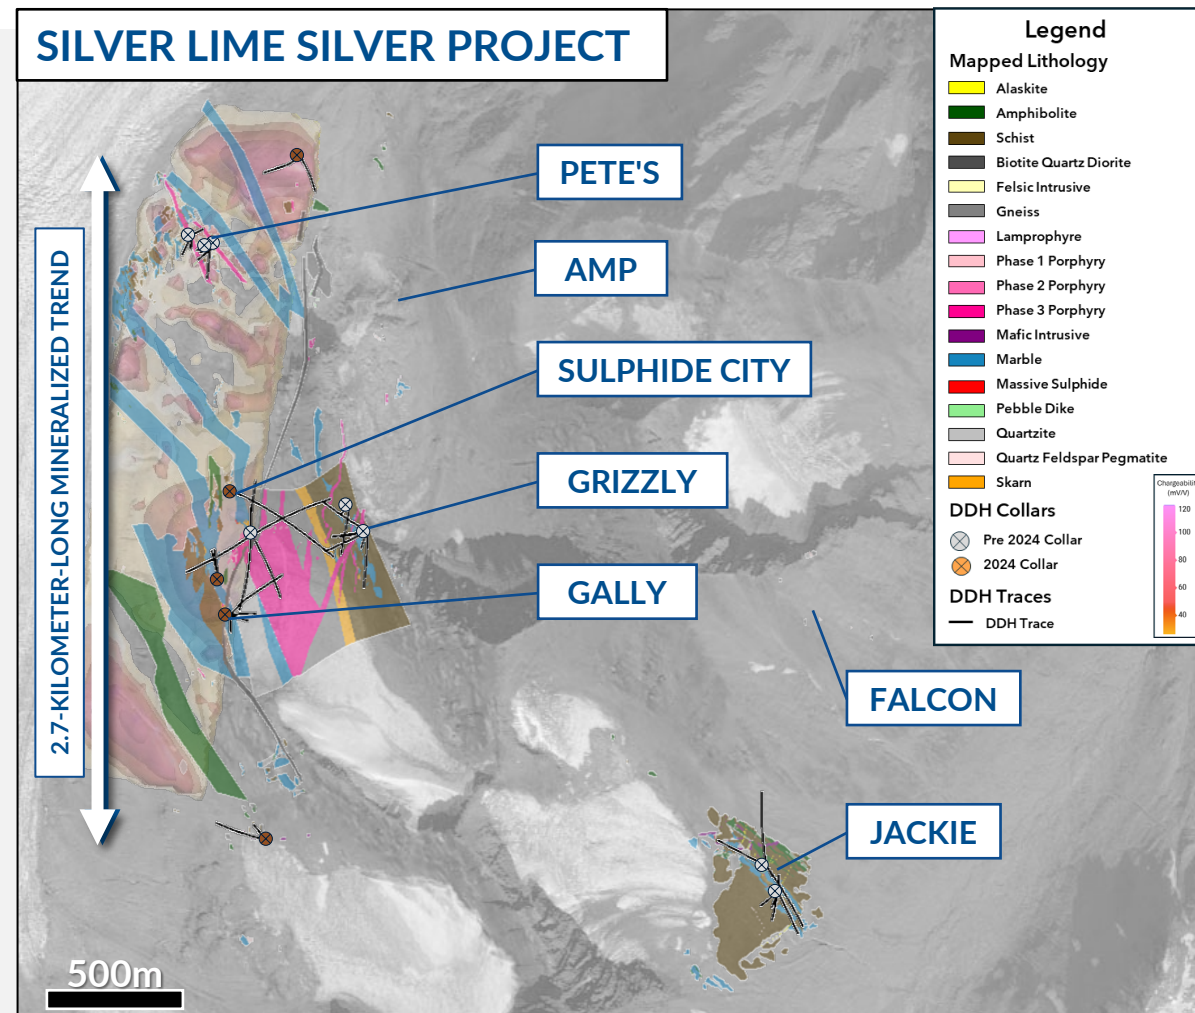 SILVER LIME SILVER PROJECT
PETE'S
AMP
SULPHIDE CITY
GRIZZLY
GALLY
FALCON
JACKIE
2.7-KILOMETER-LONG MINERALIZED TREND
500m
Legend
Mapped Lithology
Alaskite
Amphibolite
Schist
Biotite Quartz Diorite
Felsic Intrusive
Gneiss
Lamprophyre
Phase 1 Porphyry
Phase 2 Porphyry
Phase 3 Porphyry
Mafic Intrusive
Marble
Massive Sulphide
Pebble Dike
Quartzite
Quartz Feldspar Pegmatite
Skarn
DDH Collars
Pre 2024 Collar
2024 Collar
DDH Traces
DDH Trace
Chargeabilit
(mV/V)
120
100
80
60
40